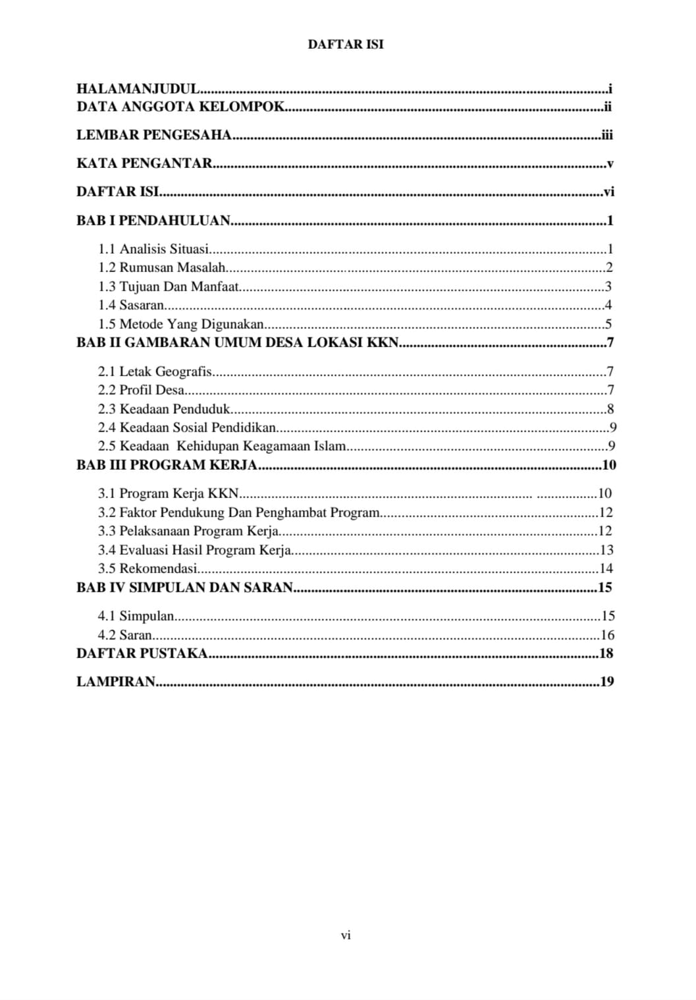 DAFTAR ISI
HALAMANJUDUL....................................................................................................................i
DATA ANGGOTA KELOMPOK.........................................................................................ii
LEMBAR PENGESAHA.......................................................................................................iii
KATA PENGANTAR..............................................................................................................v
DAFTAR ISI............................................................................................................................vi
BAB I PENDAHULUAN.........................................................................................................1
1.1 Analisis Situasi................................................................................................................1
1.2 Rumusan Masalah...........................................................................................................2
1.3 Tujuan Dan Manfaat.......................................................................................................3
1.4 Sasaran............................................................................................................................4
1.5 Metode Yang Digunakan................................................................................................5
BAB II GAMBARAN UMUM DESA LOKASI KKN..........................................................7
2.1 Letak Geografis...............................................................................................................7
2.2 Profil Desa.......................................................................................................................7
2.3 Keadaan Penduduk..........................................................................................................8
2.4 Keadaan Sosial Pendidikan..............................................................................................9
2.5 Keadaan  Kehidupan Keagamaan Islam..........................................................................9
BAB III PROGRAM KERJA................................................................................................10
3.1 Program Kerja KKN................................................................................... .................10
3.2 Faktor Pendukung Dan Penghambat Program.............................................................12
3.3 Pelaksanaan Program Kerja..........................................................................................12
3.4 Evaluasi Hasil Program Kerja.......................................................................................13
3.5 Rekomendasi.................................................................................................................14
BAB IV SIMPULAN DAN SARAN.....................................................................................15
4.1 Simpulan........................................................................................................................15
4.2 Saran..............................................................................................................................16
DAFTAR PUSTAKA.............................................................................................................18
LAMPIRAN............................................................................................................................19
vi